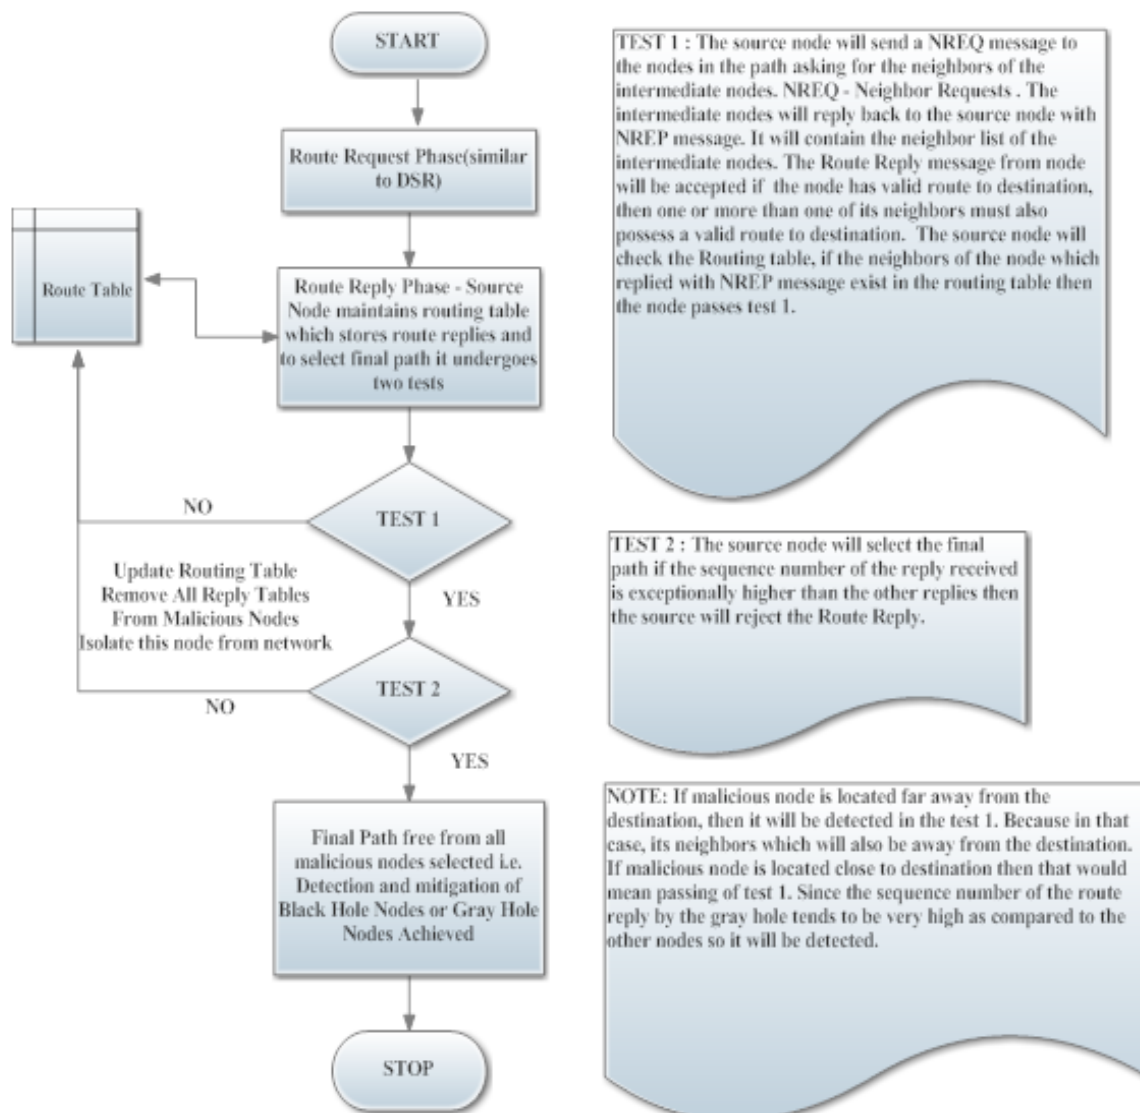 START
Route Request Phase(similar
to DSR)
Route Table
Route Reply Phase - Source
Node maintains routing table
which stores route replies and
to select final path it undergoes
two tests
TEST 1
NO
YES
Update Routing Table
Remove All Reply Tables
From Malicious Nodes
Isolate this node from network
TEST 2
NO
YES
Final Path free from all
malicious nodes selected i.e.
Detection and mitigation of
Black Hole Nodes or Gray Hole
Nodes Achieved
STOP
TEST 1 : The source node will send a NREQ message to
the nodes in the path asking for the neighbors of the
intermediate nodes. NREQ - Neighbor Requests . The
intermediate nodes will reply back to the source node with
NREP message. It will contain the neighbor list of the
intermediate nodes. The Route Reply message from node
will be accepted if the node has valid route to destination,
then one or more than one of its neighbors must also
possess a valid route to destination. The source node will
check the Routing table, if the neighbors of the node which
replied with NREP message exist in the routing table then
the node passes test 1.
TEST 2 : The source node will select the final
path if the sequence number of the reply received
is exceptionally higher than the other replies then
the source will reject the Route Reply.
NOTE: If malicious node is located far away from the
destination, then it will be detected in the test 1. Because in that
case, its neighbors which will also be away from the destination.
If malicious node is located close to destination then that would
mean passing of test 1. Since the sequence number of the route
reply by the gray hole tends to be very high as compared to the
other nodes so it will be detected.